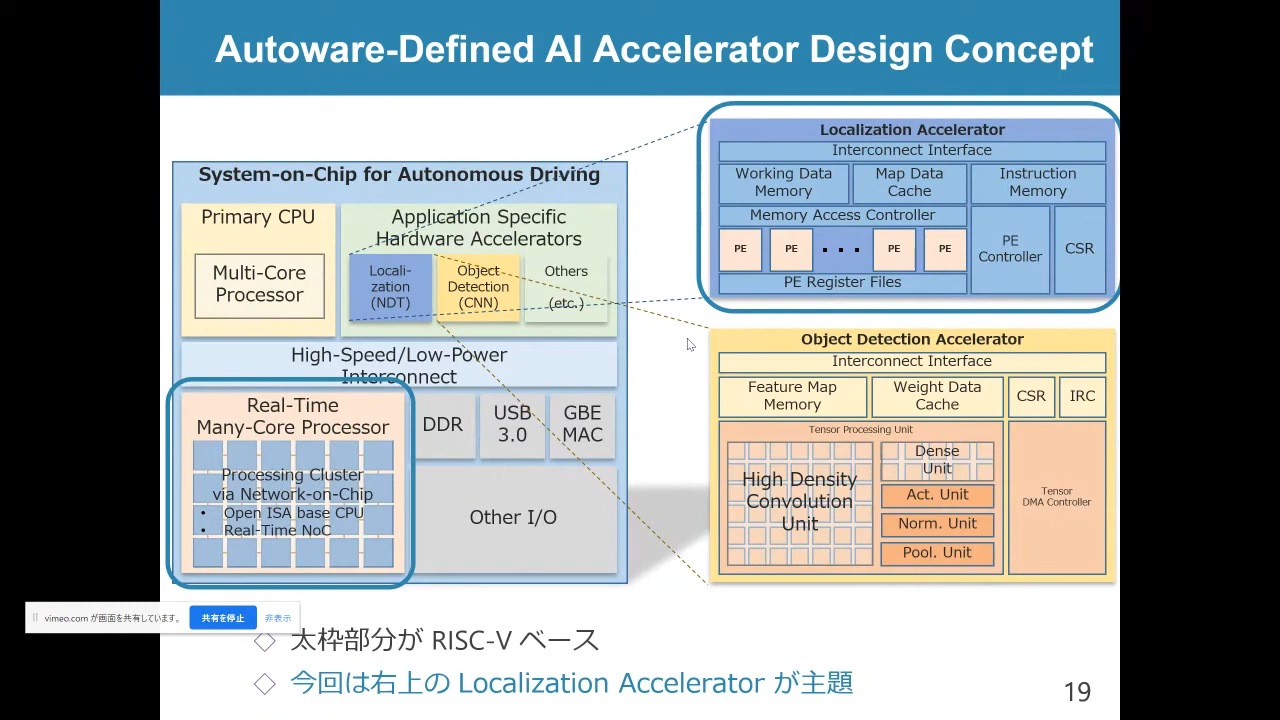 Autoware-Defined AI Accelerator Design Concept
System-on-Chip for Autonomous Driving
Primary CPU
Multi-Core
Processor
Application Specific
Hardware Accelerators
Locali-
zation
(NDT)
Object
Detection
(CNN)
Others
(etc.)
High-Speed/Low-Power
Interconnect
Real-Time
Many-Core Processor
Processing Cluster
via Network-on-Chip
• Open ISA base CPU
• Real-Time NoC
DDR
USB
3.0
GBE
MAC
Other I/O
Localization Accelerator
Interconnect Interface
Working Data
Memory
Map Data
Cache
Instruction
Memory
Memory Access Controller
PE PE ・・・ PE PE
PE Register Files
PE
Controller
CSR
Object Detection Accelerator
Interconnect Interface
Feature Map
Memory
Weight Data
Cache
CSR
IRC
Tensor Processing Unit
High Density
Convolution
Unit
Dense
Unit
Act. Unit
Norm. Unit
Pool. Unit
Tensor
DMA Controller
vimeo.com が画面を共有しています。 共有を停止 非表示
◇ 太枠部分が RISC-V ベース
◇ 今回は右上の Localization Accelerator が主題
19